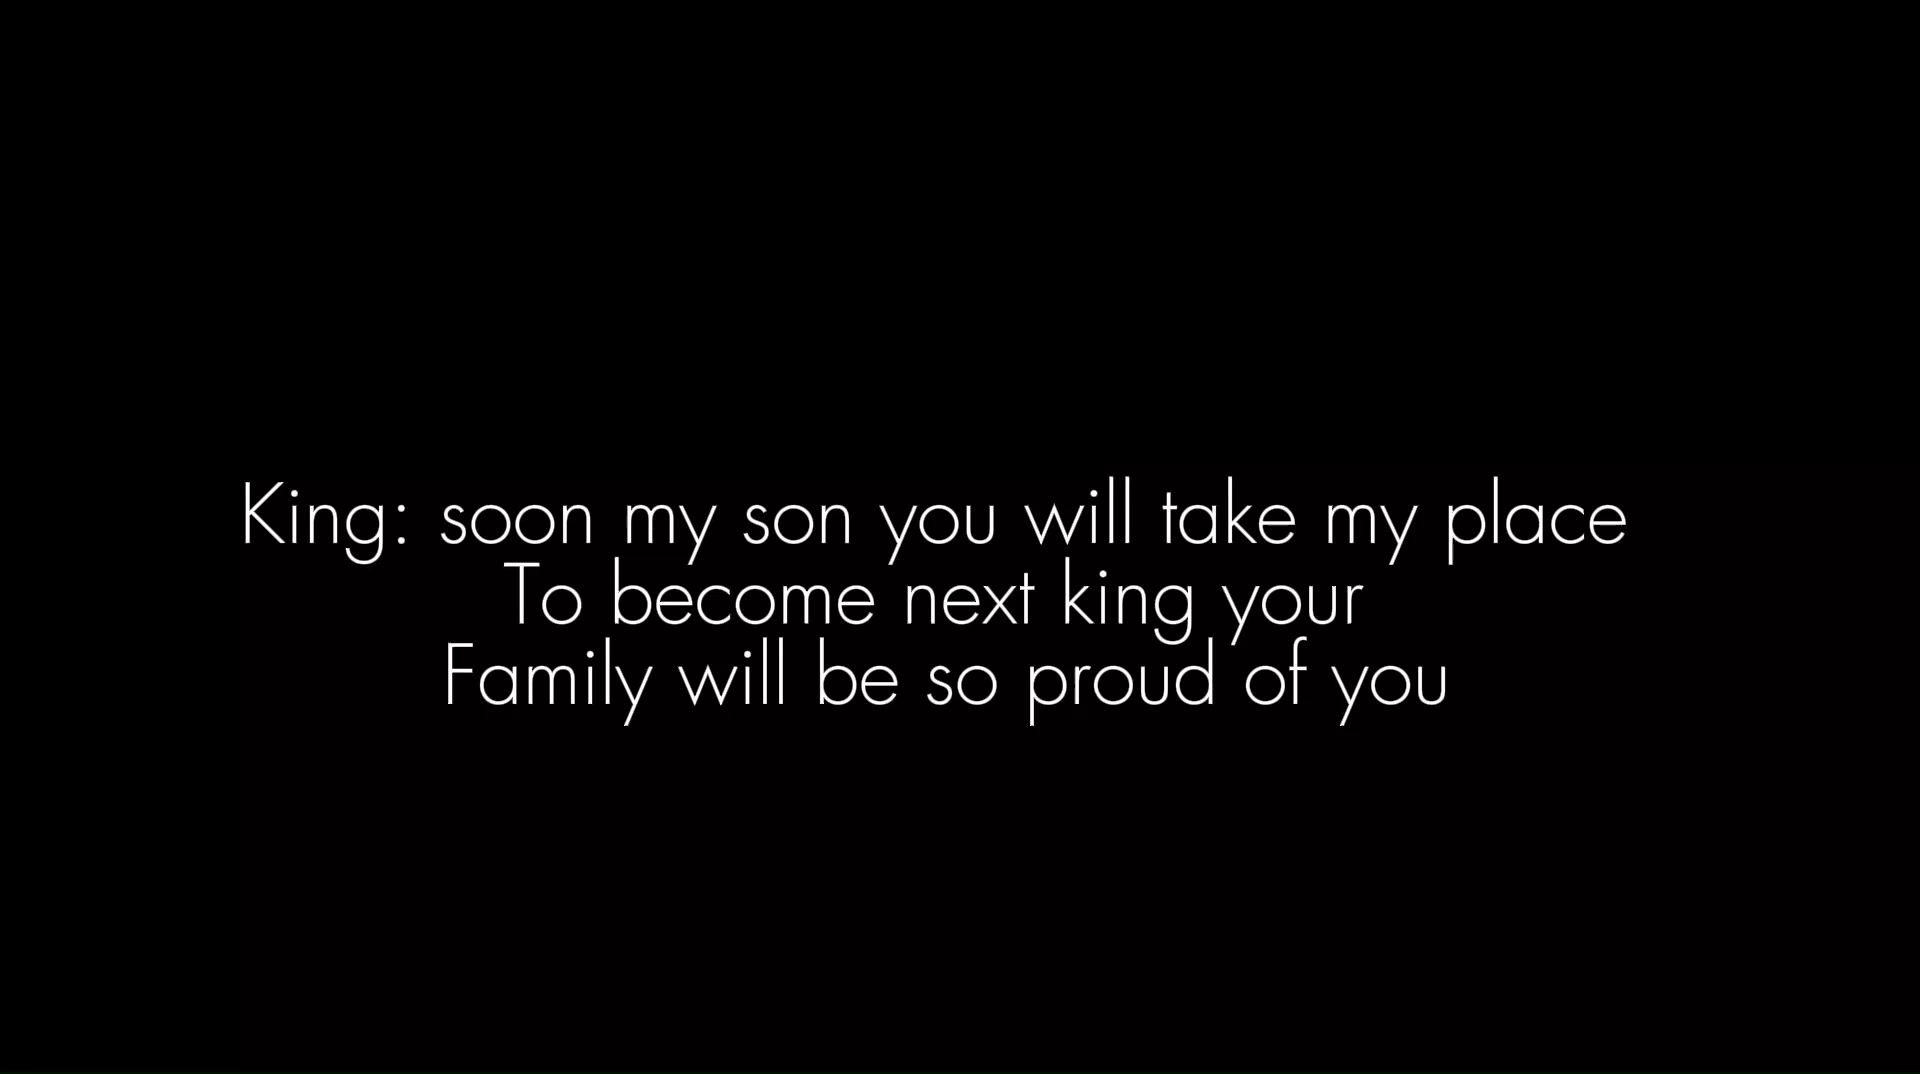 King: soon my son you will take my place
To become next king your
Family will be so proud of you